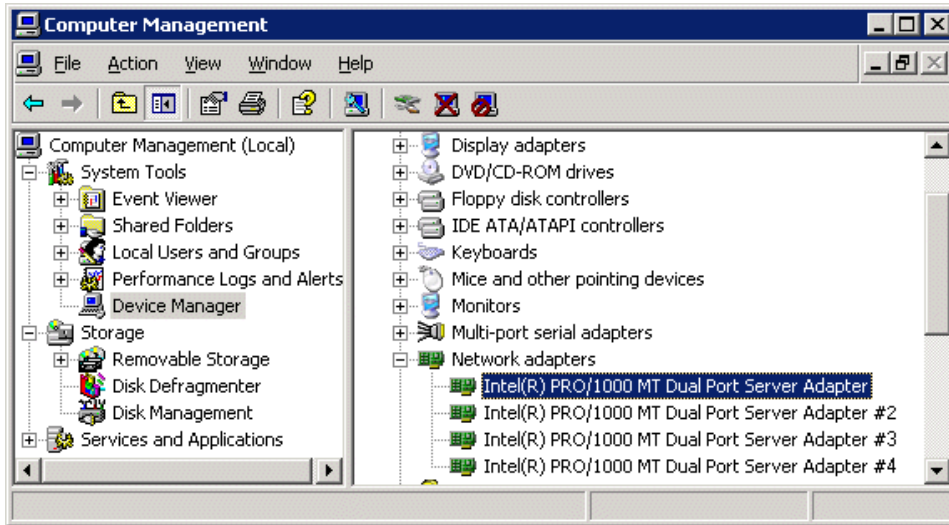 Computer Management
File Action View Window Help
Computer Management (Local)
System Tools
Event Viewer
Shared Folders
Local Users and Groups
Performance Logs and Alerts
Device Manager
Storage
Removable Storage
Disk Defragmenter
Disk Management
Services and Applications
Display adapters
DVD/CD-ROM drives
Floppy disk controllers
IDE ATA/ATAPI controllers
Keyboards
Mice and other pointing devices
Monitors
Multi-port serial adapters
Network adapters
Intel(R) PRO/1000 MT Dual Port Server Adapter
Intel(R) PRO/1000 MT Dual Port Server Adapter #2
Intel(R) PRO/1000 MT Dual Port Server Adapter #3
Intel(R) PRO/1000 MT Dual Port Server Adapter #4